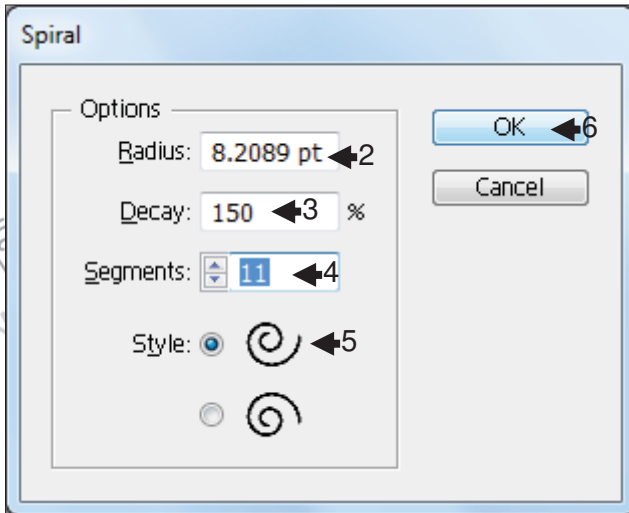 Spiral
Options
Radius: 8.2089 pt 2
Decay: 150 3 %
Segments: 11 4
Style: 5
OK 6
Cancel